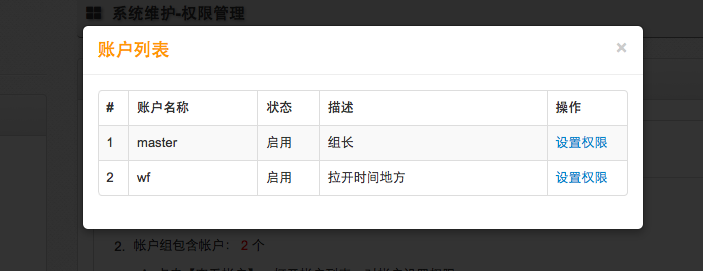 系统维护-权限管理
账户列表 ×
# 账户名称 状态 描述 操作
1 master 启用 组长 设置权限
2 wf 启用 拉开时间地方 设置权限
2. 帐户组包含帐户： 2 个